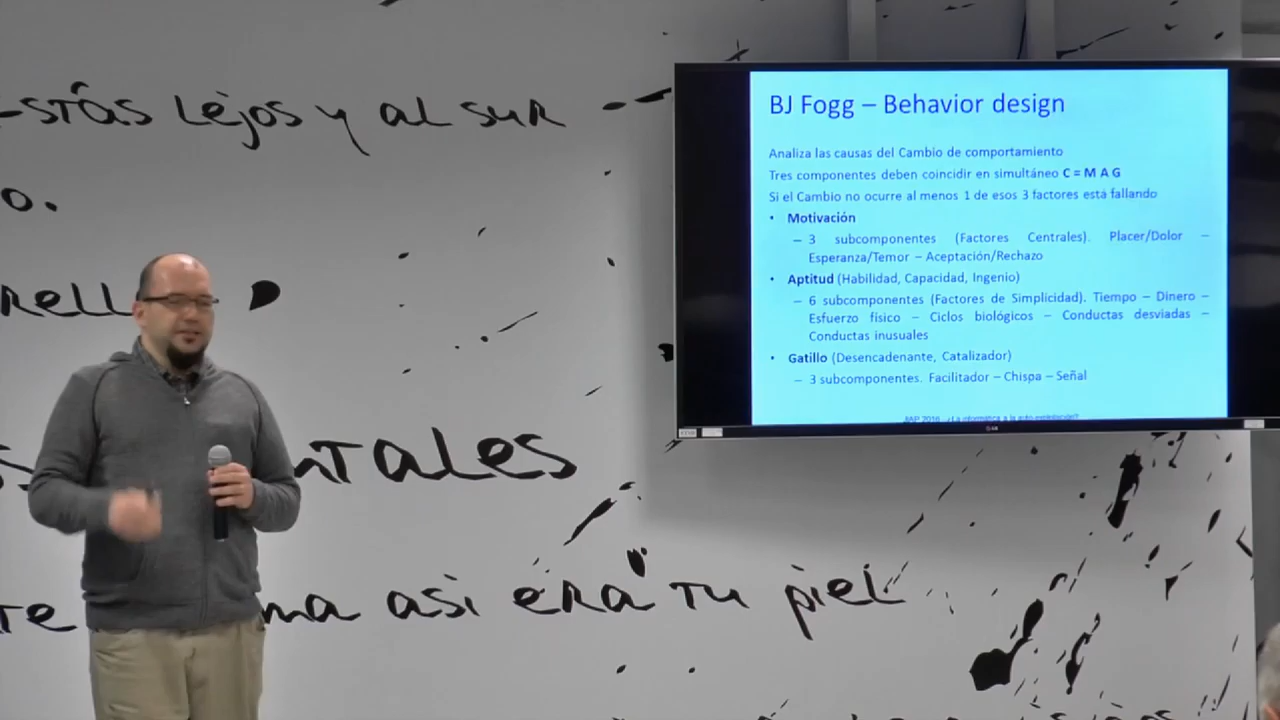 estás lejos y al sur
o.
BJ Fogg – Behavior design
Analiza las causas del Cambio de comportamiento
Tres componentes deben coincidir en simultáneo C = M A G
Si el Cambio no ocurre al menos 1 de esos 3 factores está fallando
• Motivación
– 3 subcomponentes (Factores Centrales). Placer/Dolor –
Esperanza/Temor – Aceptación/Rechazo
• Aptitud (Habilidad, Capacidad, Ingenio)
– 6 subcomponentes (Factores de Simplicidad). Tiempo – Dinero –
Esfuerzo físico – Ciclos biológicos – Conductas desviadas –
Conductas inusuales
• Gatillo (Desencadenante, Catalizador)
– 3 subcomponentes. Facilitador – Chispa – Señal
ntales
te ma asi era tu piel